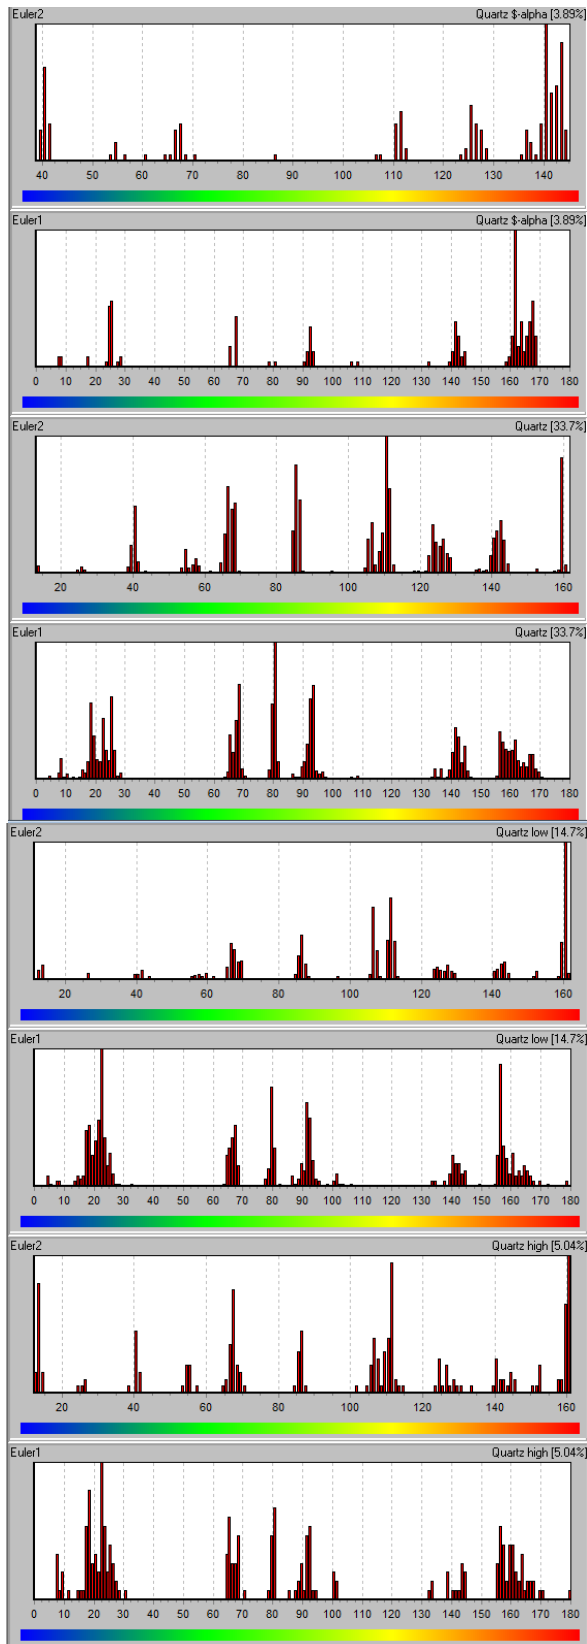 Euler2 Quartz $-alpha [3.89%]
40 50 60 70 80 90 100 110 120 130 140
Euler1 Quartz $-alpha [3.89%]
0 10 20 30 40 50 60 70 80 90 100 110 120 130 140 150 160 170 180
Euler2 Quartz [33.7%]
20 40 60 80 100 120 140 160
Euler1 Quartz [33.7%]
0 10 20 30 40 50 60 70 80 90 100 110 120 130 140 150 160 170 180
Euler2 Quartz low [14.7%]
20 40 60 80 100 120 140 160
Euler1 Quartz low [14.7%]
0 10 20 30 40 50 60 70 80 90 100 110 120 130 140 150 160 170 180
Euler2 Quartz high [5.04%]
20 40 60 80 100 120 140 160
Euler1 Quartz high [5.04%]
0 10 20 30 40 50 60 70 80 90 100 110 120 130 140 150 160 170 180